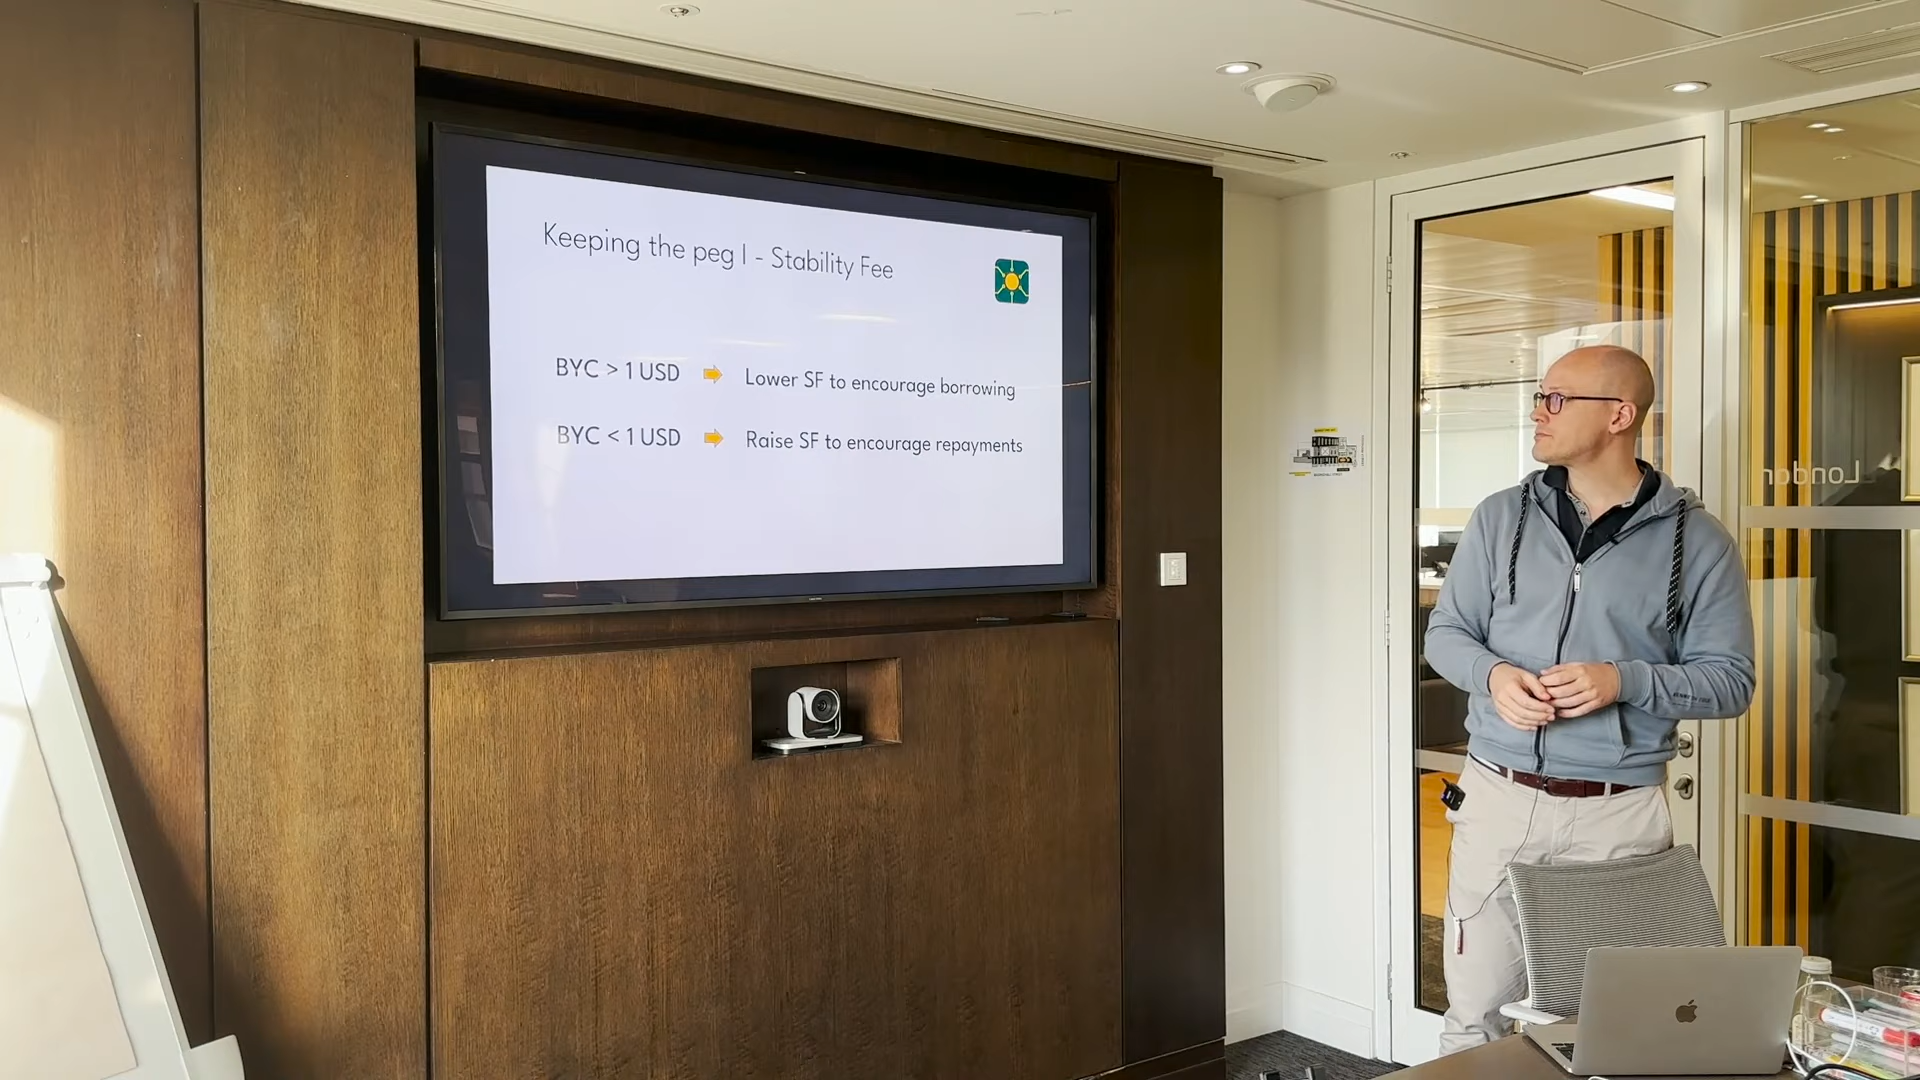 Keeping the peg I - Stability Fee
BYC > 1 USD
Lower SF to encourage borrowing
BYC < 1 USD
Raise SF to encourage repayments
London